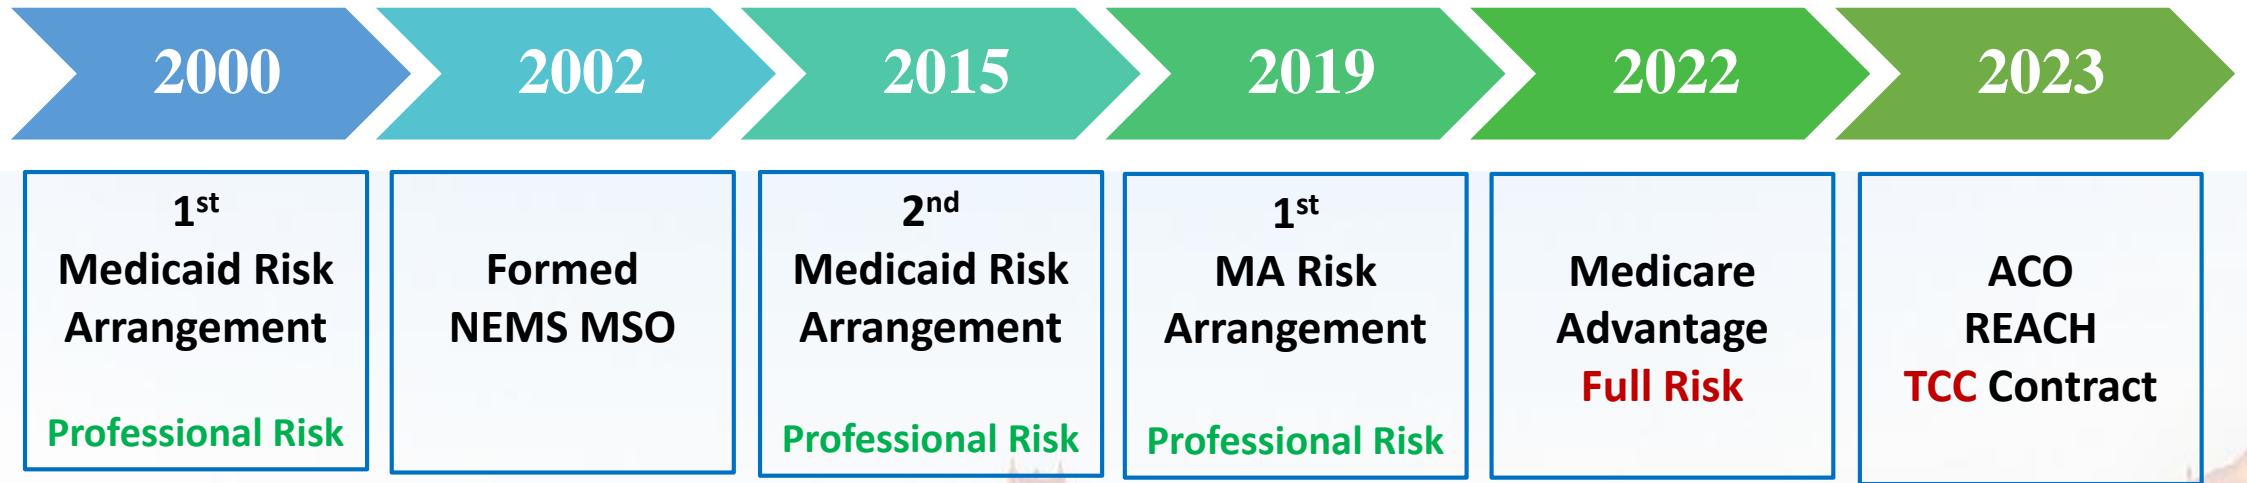 2000
2002
2015
2019
2022
2023
1st
Medicaid Risk
Arrangement
Professional Risk
Formed
NEMS MSO
2nd
Medicaid Risk
Arrangement
Professional Risk
1st
MA Risk
Arrangement
Professional Risk
Medicare
Advantage
Full Risk
ACO
REACH
TCC Contract